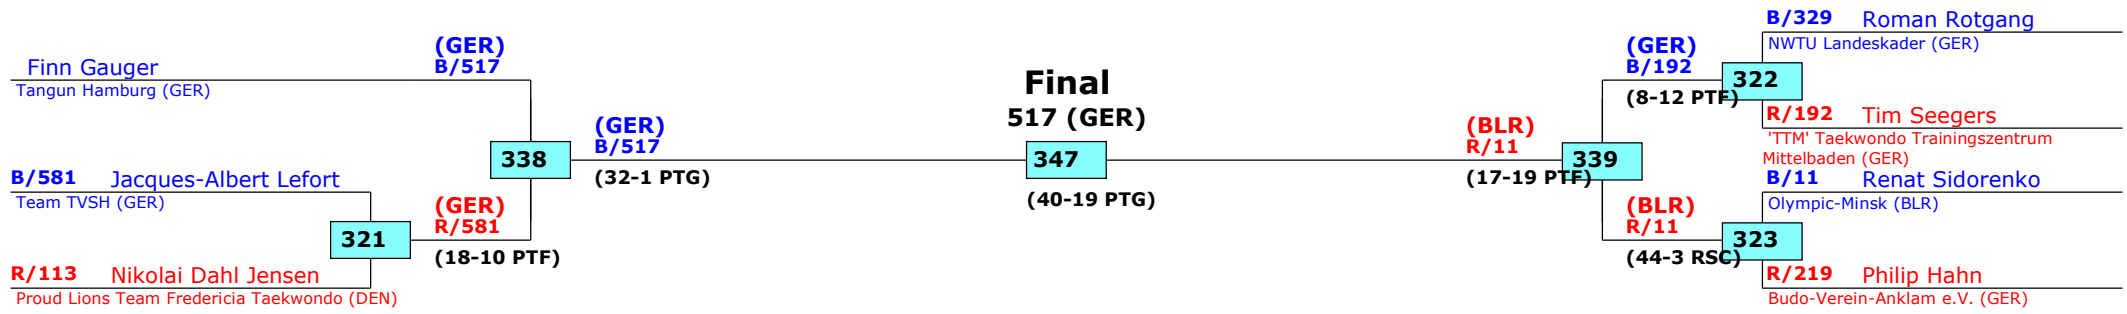 Finn Gauger
Tangun Hamburg (GER)
B/581 Jacques-Albert Lefort
Team TVSH (GER)
R/113 Nikolai Dahl Jensen
Proud Lions Team Fredericia Taekwondo (DEN)
321
(GER)
B/517
(GER)
R/581
(18-10 PTF)
338
(GER)
B/517
(32-1 PTG)
Final
517 (GER)
347
(40-19 PTG)
(BLR)
R/11
(17-19 PTF)
339
(GER)
B/192
(8-12 PTF)
322
(BLR)
R/11
(44-3 RSC)
323
B/329 Roman Rotgang
NWTU Landeskader (GER)
R/192 Tim Seegers
'TTM' Taekwondo Trainingszentrum
Mittelbaden (GER)
B/11 Renat Sidorenko
Olympic-Minsk (BLR)
R/219 Philip Hahn
Budo-Verein-Anklam e.V. (GER)